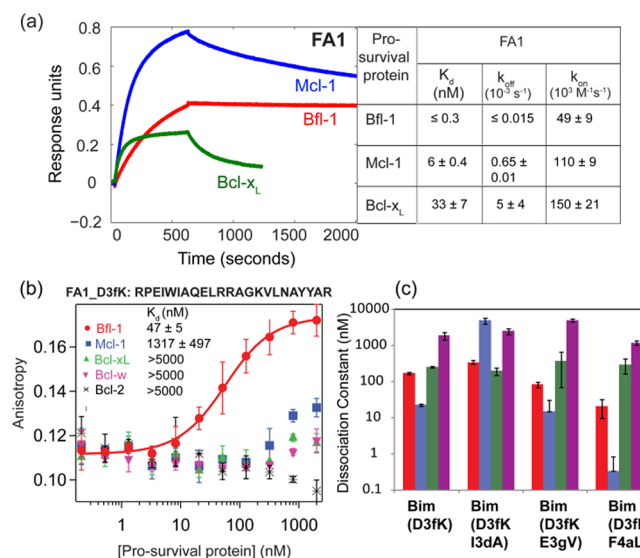 (a)
FA1
Mcl-1
Bfl-1
Bcl-xL
Response units
0.8
0.6
0.4
0.2
0
−0.2
0 500 1000 1500 2000
Time (seconds)
Pro-survival protein
FA1
Kd (nM)
koff (10-3 s-1)
kon (103 M-1s-1)
Bfl-1 ≤ 0.3 ≤ 0.015 49 ± 9
Mcl-1 6 ± 0.4 0.65 ± 0.01 110 ± 9
Bcl-xL 33 ± 7 5 ± 4 150 ± 21
(b)
FA1_D3fK: RPEIWIAQELRRAGKVLNAYYAR
Kd (nM)
Bfl-1 47 ± 5
Mcl-1 1317 ± 497
Bcl-xL >5000
Bcl-w >5000
Bcl-2 >5000
Anisotropy
0.16
0.14
0.12
0.10
1 10 100 1000
[Pro-survival protein] (nM)
(c)
Dissociation Constant (nM)
10000
1000
100
10
1
0.1
Bim (D3fK)
Bim (D3fK I3dA)
Bim (D3fK E3gV)
Bim (D3f F4aL